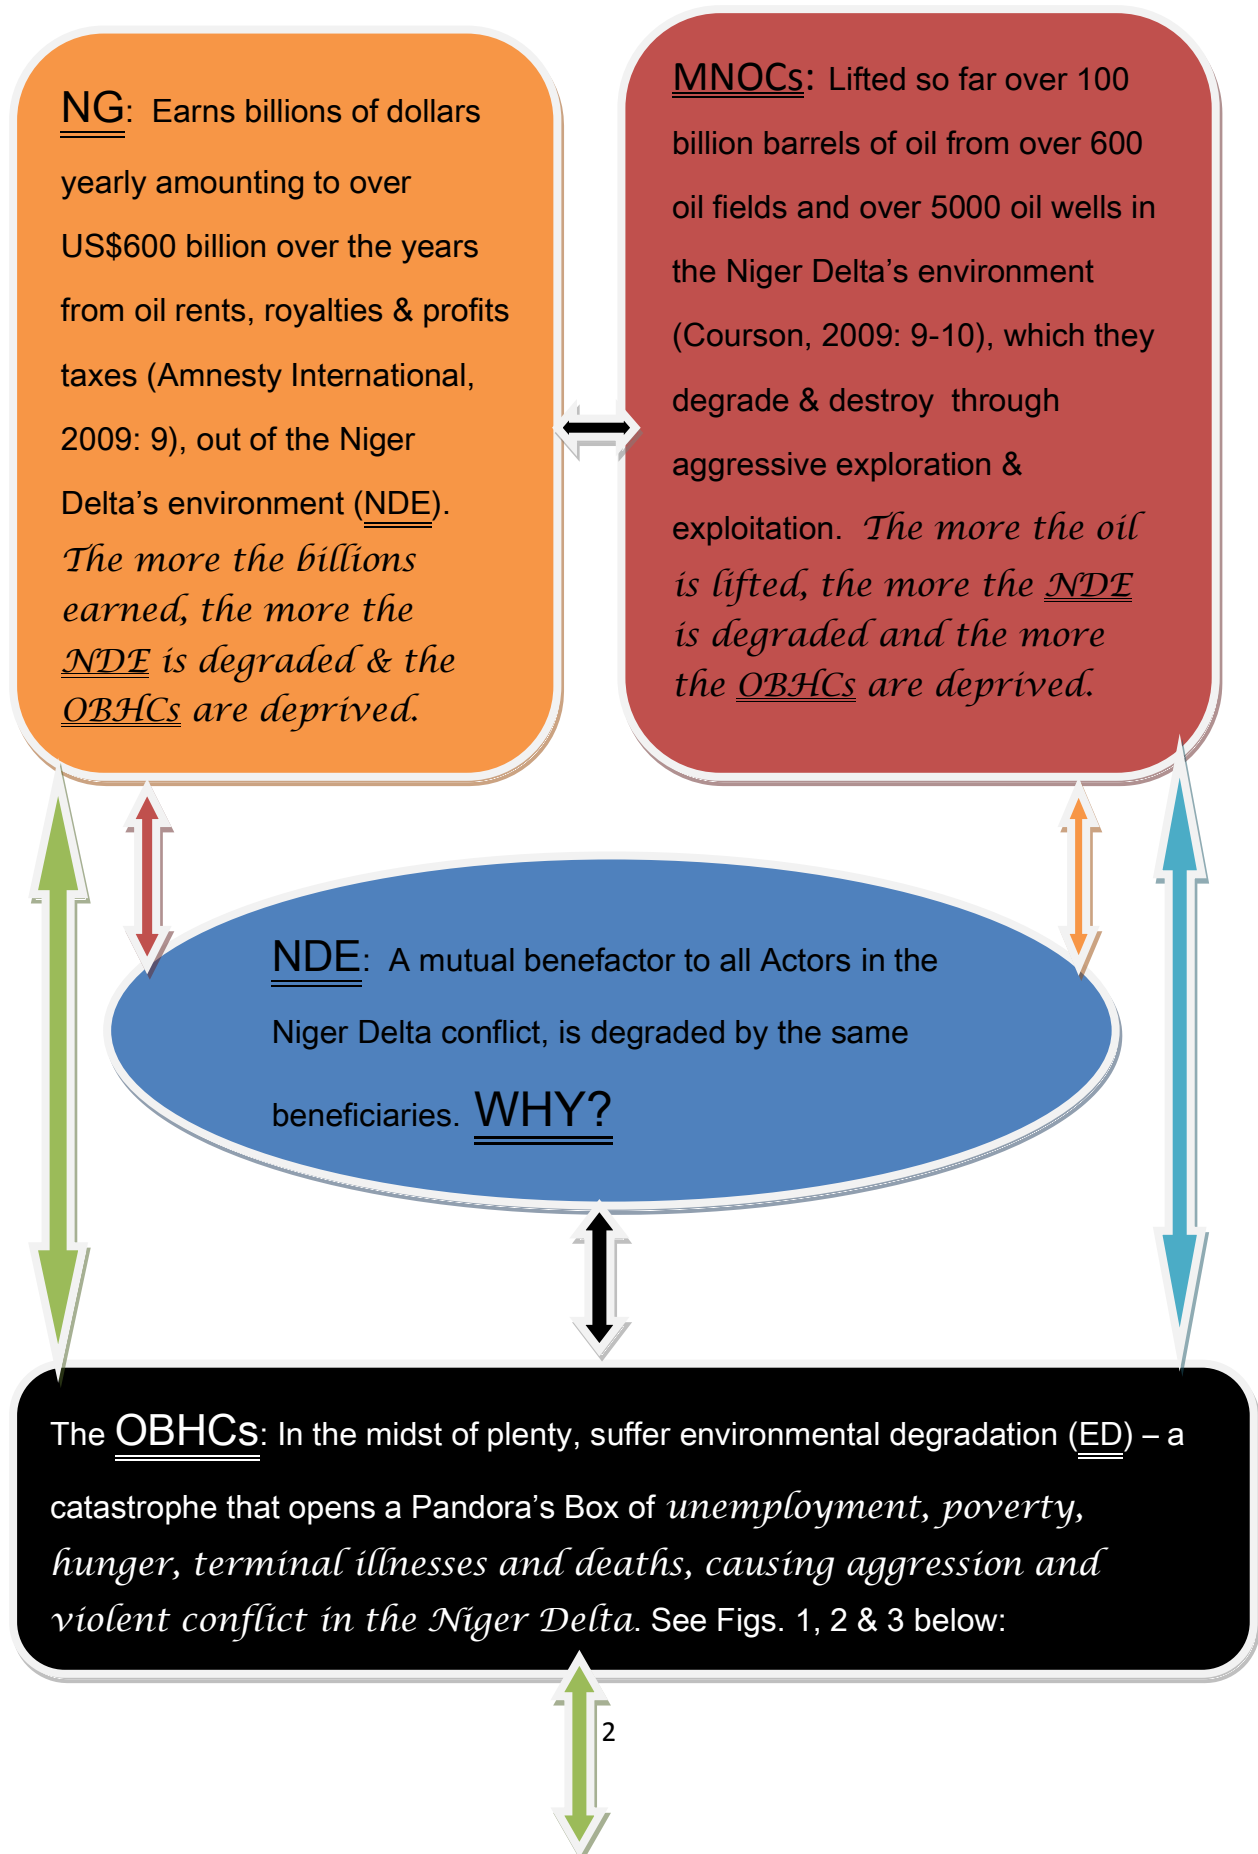 NG: Earns billions of dollars
yearly amounting to over
US$600 billion over the years
from oil rents, royalties & profits
taxes (Amnesty International,
2009: 9), out of the Niger
Delta’s environment (NDE).
The more the billions
earned, the more the
NDE is degraded & the
OBHCs are deprived.
MNOCs: Lifted so far over 100
billion barrels of oil from over 600
oil fields and over 5000 oil wells in
the Niger Delta’s environment
(Courson, 2009: 9-10), which they
degrade & destroy through
aggressive exploration &
exploitation. The more the oil
is lifted, the more the NDE
is degraded and the more
the OBHCs are deprived.
NDE: A mutual benefactor to all Actors in the
Niger Delta conflict, is degraded by the same
beneficiaries. WHY?
The OBHCs: In the midst of plenty, suffer environmental degradation (ED) – a
catastrophe that opens a Pandora’s Box of unemployment, poverty,
hunger, terminal illnesses and deaths, causing aggression and
violent conflict in the Niger Delta. See Figs. 1, 2 & 3 below:
2